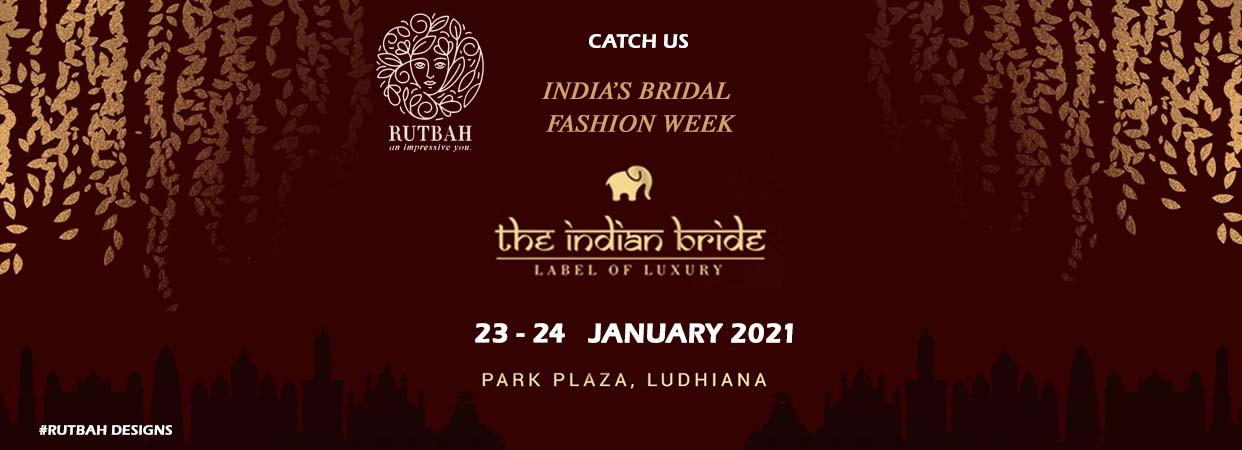 RUTBAH
an impressive you.
CATCH US
INDIA'S BRIDAL
FASHION WEEK
the indian bride
LABEL OF LUXURY
23 - 24 JANUARY 2021
PARK PLAZA, LUDHIANA
#RUTBAH DESIGNS